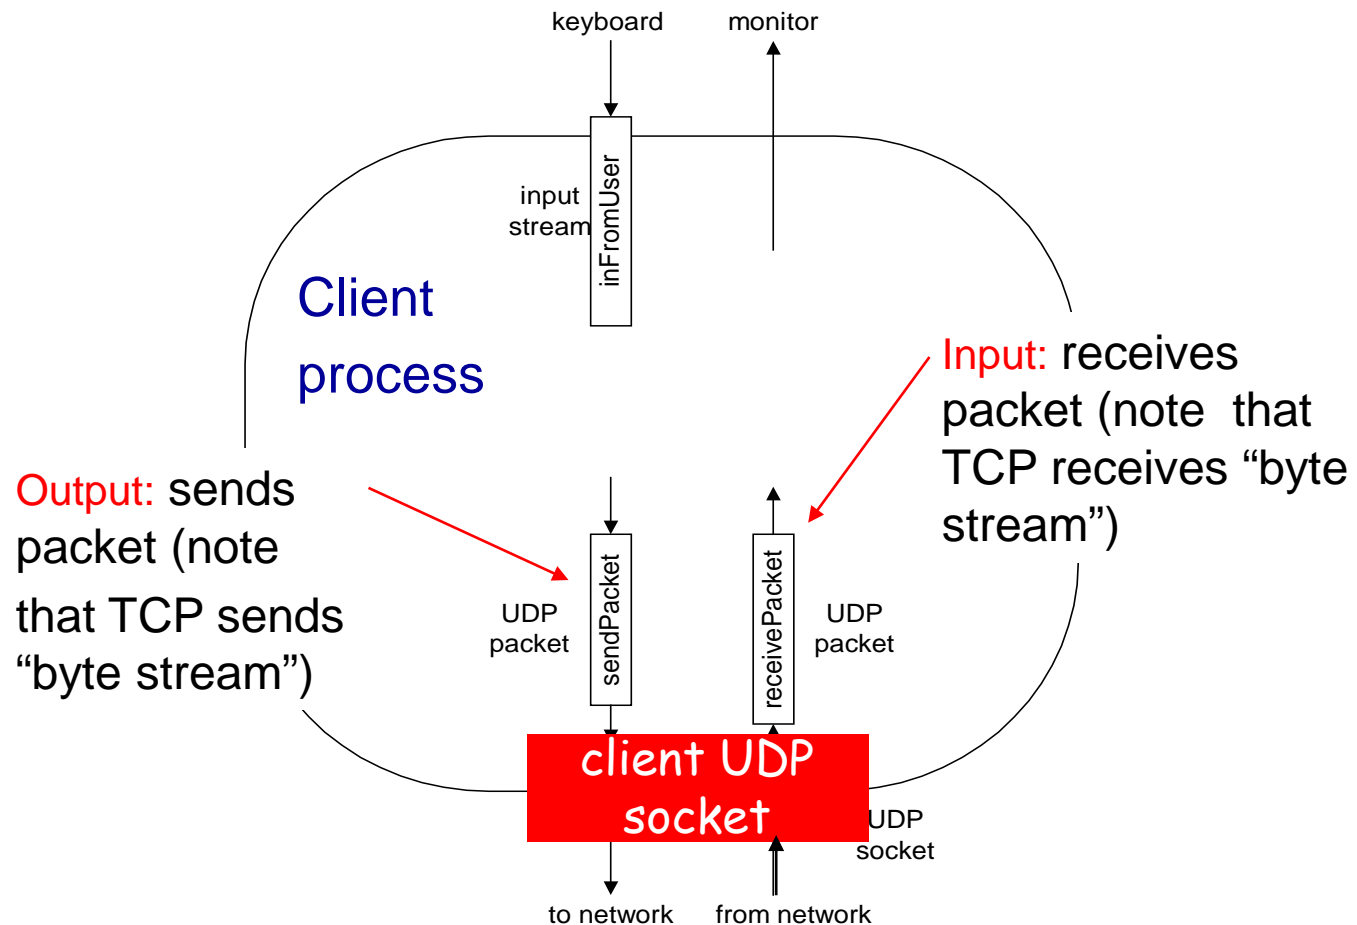 keyboard
monitor
input
stream
inFromUser
Client
process
Input: receives
packet (note that
TCP receives “byte
stream”)
Output: sends
packet (note
that TCP sends
“byte stream”)
UDP
packet
sendPacket
receivePacket
UDP
packet
client UDP
socket
UDP
socket
to network
from network